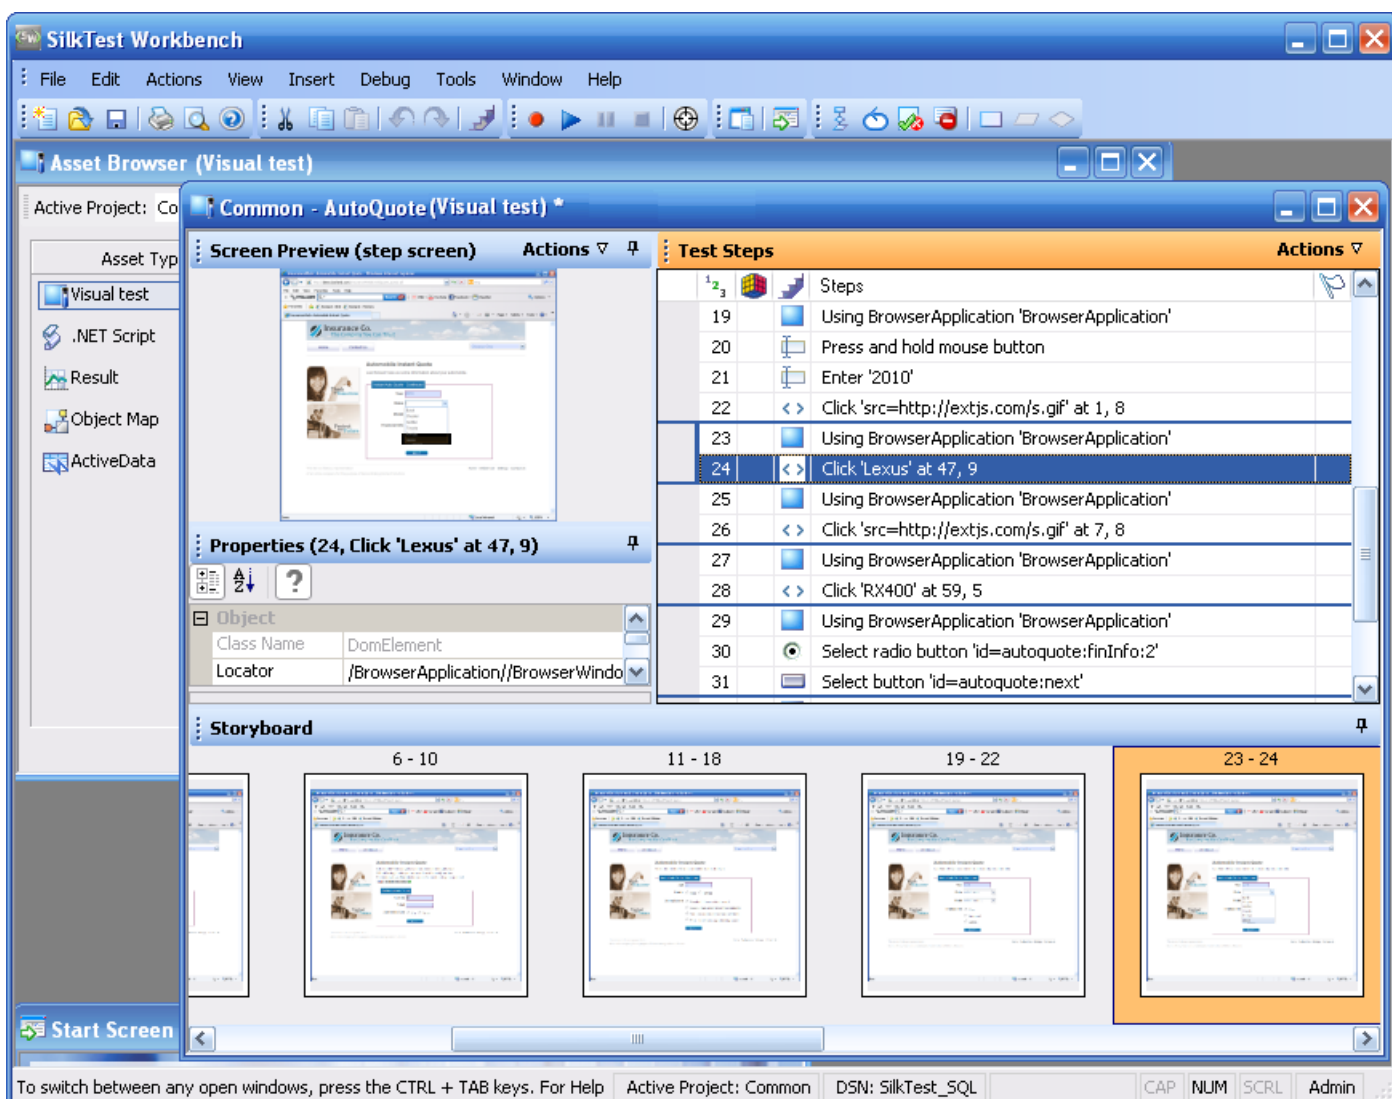 SilkTest Workbench
File Edit Actions View Insert Debug Tools Window Help
Asset Browser (Visual test)
Active Project: Co
Common - AutoQuote (Visual test) *
Asset Typ
Visual test
.NET Script
Result
Object Map
ActiveData
Screen Preview (step screen) Actions
Insurance Co.
Automobile Instant Quote
Properties (24, Click 'Lexus' at 47, 9)
Object
Class Name DomElement
Locator /BrowserApplication//BrowserWindo
Test Steps Actions
Steps
19 Using BrowserApplication 'BrowserApplication'
20 Press and hold mouse button
21 Enter '2010'
22 Click 'src=http://extjs.com/s.gif' at 1, 8
23 Using BrowserApplication 'BrowserApplication'
24 Click 'Lexus' at 47, 9
25 Using BrowserApplication 'BrowserApplication'
26 Click 'src=http://extjs.com/s.gif' at 7, 8
27 Using BrowserApplication 'BrowserApplication'
28 Click 'RX400' at 59, 5
29 Using BrowserApplication 'BrowserApplication'
30 Select radio button 'id=autoquote:finInfo:2'
31 Select button 'id=autoquote:next'
Storyboard
6 - 10 11 - 18 19 - 22 23 - 24
Start Screen
To switch between any open windows, press the CTRL + TAB keys. For Help Active Project: Common DSN: SilkTest_SQL CAP NUM SCRL Admin